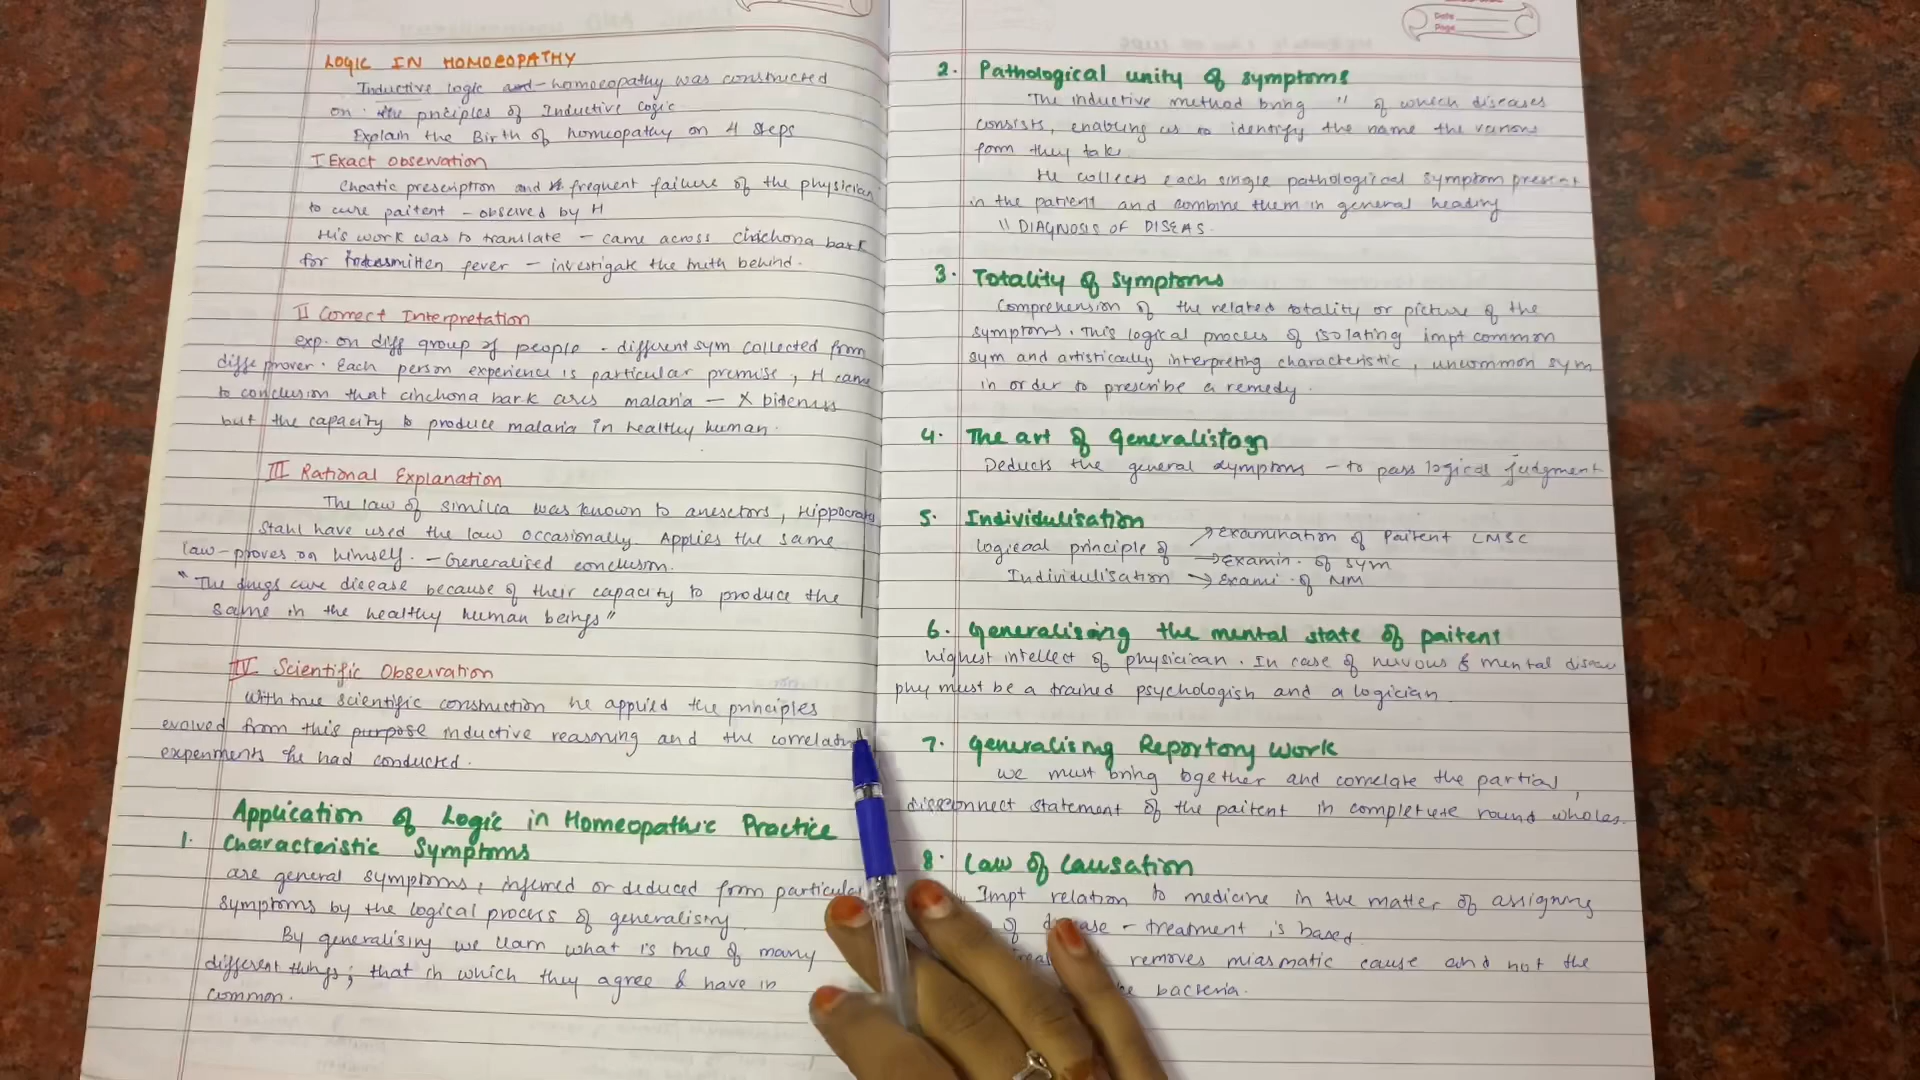 LOGIC IN HOMOEOPATHY
Inductive logic and homoeopathy was constructed
on the priciples of Inductive logic
Explain the Birth of homeopathy on 4 steps
I Exact Observation
Choatic prescription and frequent failure of the physician
to cure paitent - observed by H
His work was to translate - came across chichona bark
for fever - investigate the truth behind.
II Correct Interpretation
exp. on diff group of people - different sym collected from
diffe prover. Each person experience is particular premise, H came
to conclusion that cinchona bark cures malaria - X
but the capacity to produce malaria in healthy human.
III Rational Explanation
The law of similia was known to ansectors, Hippocrates
Stahl have used the law occasionally. Applies the same
law - proves on himself. - Generalised conclusion.
"The drugs cure disease because of their capacity to produce the
same in the healthy human beings"
IV Scientific Observation
With true scientific construction he applied the principles
evolved from this purpose inductive reasoning and the
experiments he had conducted.
Application of Logic in Homeopathic Practice
1. Characteristic Symptoms
are general symptoms, inferred or deduced from particular
symptoms by the logical process of generalising
By generalising we learn what is true of many
different things; that in which they agree & have in
common.
Date
Page
2. Pathological unity of symptoms
The inductive method bring " of which diseases
consists, enabling us to identify the name the various
form they take
He collects each single pathological symptom present
in the patient and combine them in general heading
" DIAGNOSIS OF DISEAS.
3. Totality of symptoms
Comprehension of the related totality or picture of the
symptoms. This logical process of isolating impt common
sym and artistically interpreting characteristic, uncommon sym
in order to prescribe a remedy.
4. The art of
Deducts the general symptoms - to pass logical judgment
5. Individulisation
logical principle of → Examination of Paitent LMSC
Individulisation → Examin. of sym
→ Exami. of MM
6. Generalising the mental state of paitent
highest intellect of physician. In case of nervous & mental disease
phy must be a trained and a logician
7. Generalising Reportory Work
we must bring together and correlate the partial,
statement of the paitent in wholes.
8. Law of Causation
Impt relation to medicine in the matter of assigning
of - treatment is based
removes miasmatic cause and not the
bacteria.